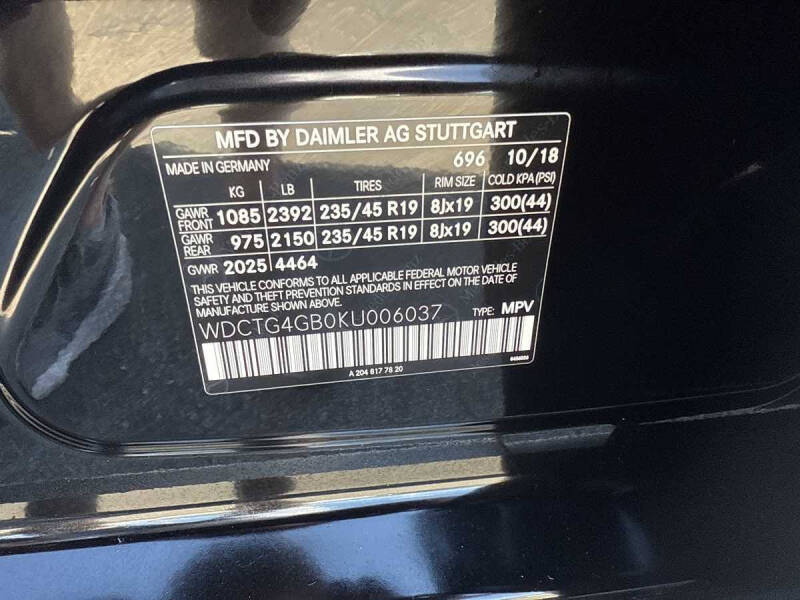 MFD BY DAIMLER AG STUTTGART
MADE IN GERMANY 696 10/18
KG LB TIRES RIM SIZE COLD KPA(PSI)
GAWR FRONT 1085 2392 235/45 R19 8Jx19 300(44)
GAWR REAR 975 2150 235/45 R19 8Jx19 300(44)
GVWR 2025 4464
THIS VEHICLE CONFORMS TO ALL APPLICABLE FEDERAL MOTOR VEHICLE
SAFETY AND THEFT PREVENTION STANDARDS IN EFFECT ON THE DATE OF
MANUFACTURE SHOWN ABOVE.
WDCTG4GB0KU006037 TYPE: MPV
A 204 817 78 20